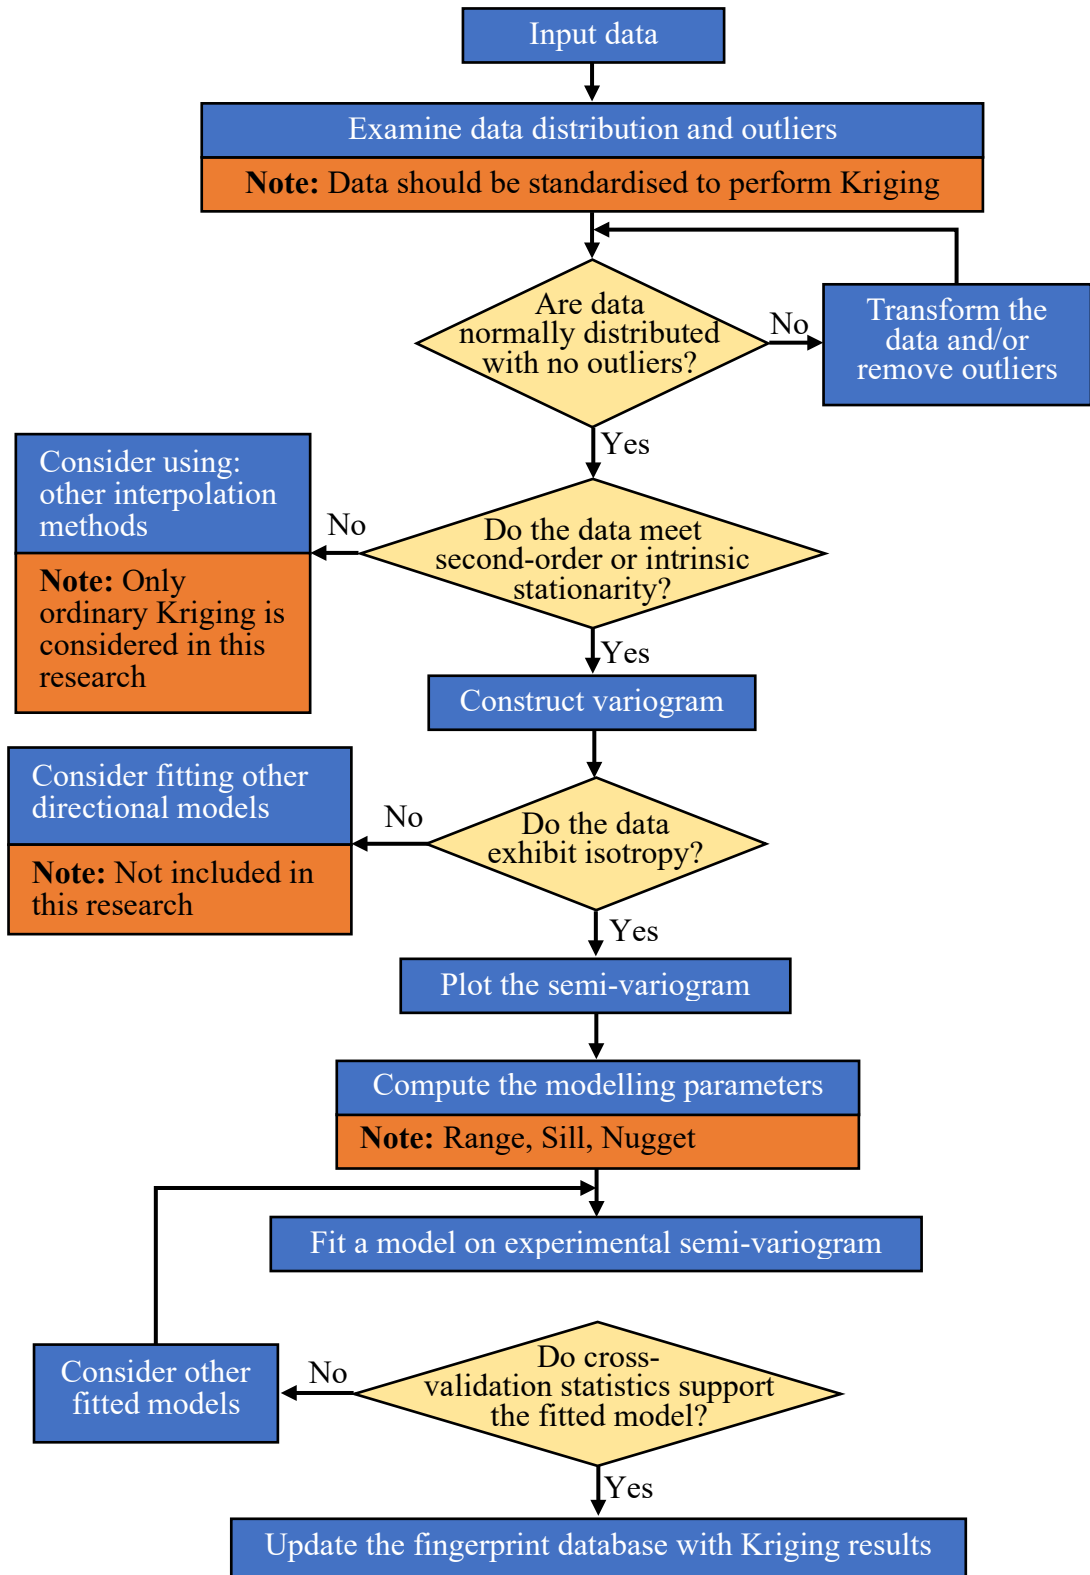 Input data
Examine data distribution and outliers
Note: Data should be standardised to perform Kriging
Are data
normally distributed
with no outliers?
No
Transform the
data and/or
remove outliers
Yes
Consider using:
other interpolation
methods
No
Note: Only
ordinary Kriging is
considered in this
research
Do the data meet
second-order or intrinsic
stationarity?
Yes
Construct variogram
Consider fitting other
directional models
No
Note: Not included in
this research
Do the data
exhibit isotropy?
Yes
Plot the semi-variogram
Compute the modelling parameters
Note: Range, Sill, Nugget
Fit a model on experimental semi-variogram
Do cross-
validation statistics support
the fitted model?
No
Consider other
fitted models
Yes
Update the fingerprint database with Kriging results